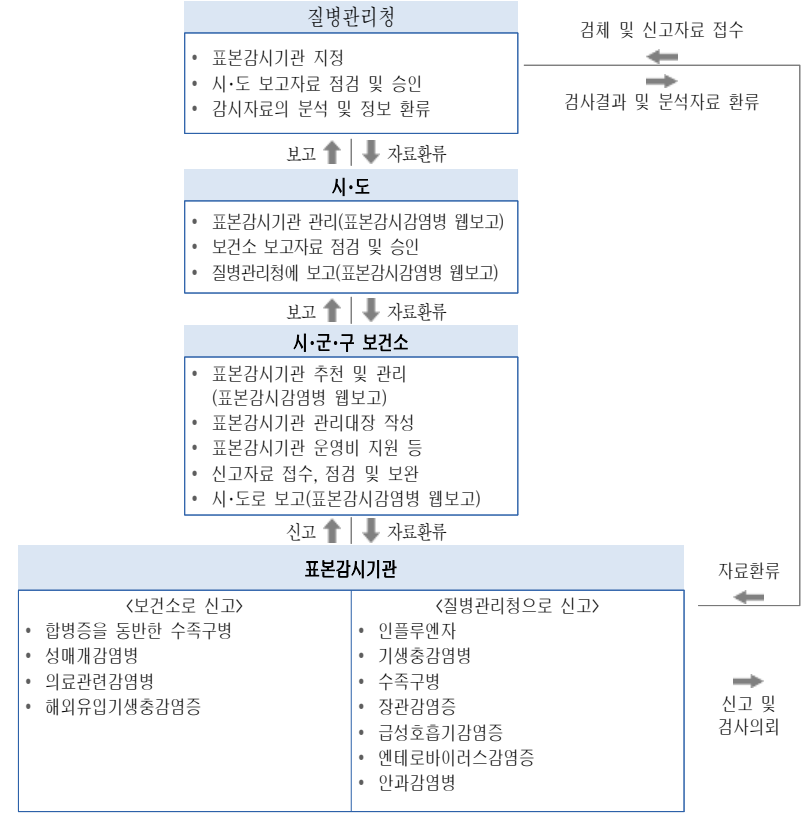 질병관리청
• 표본감시기관 지정
• 시·도 보고자료 점검 및 승인
• 감시자료의 분석 및 정보 환류
검체 및 신고자료 접수
검사결과 및 분석자료 환류
보고 자료환류
시·도
• 표본감시기관 관리(표본감시감염병 웹보고)
• 보건소 보고자료 점검 및 승인
• 질병관리청에 보고(표본감시감염병 웹보고)
보고 자료환류
시·군·구 보건소
• 표본감시기관 추천 및 관리
(표본감시감염병 웹보고)
• 표본감시기관 관리대장 작성
• 표본감시기관 운영비 지원 등
• 신고자료 접수, 점검 및 보완
• 시·도로 보고(표본감시감염병 웹보고)
신고 자료환류
표본감시기관
〈보건소로 신고〉
• 합병증을 동반한 수족구병
• 성매개감염병
• 의료관련감염병
• 해외유입기생충감염증
〈질병관리청으로 신고〉
• 인플루엔자
• 기생충감염병
• 수족구병
• 장관감염증
• 급성호흡기감염증
• 엔테로바이러스감염증
• 안과감염병
자료환류
신고 및
검사의뢰